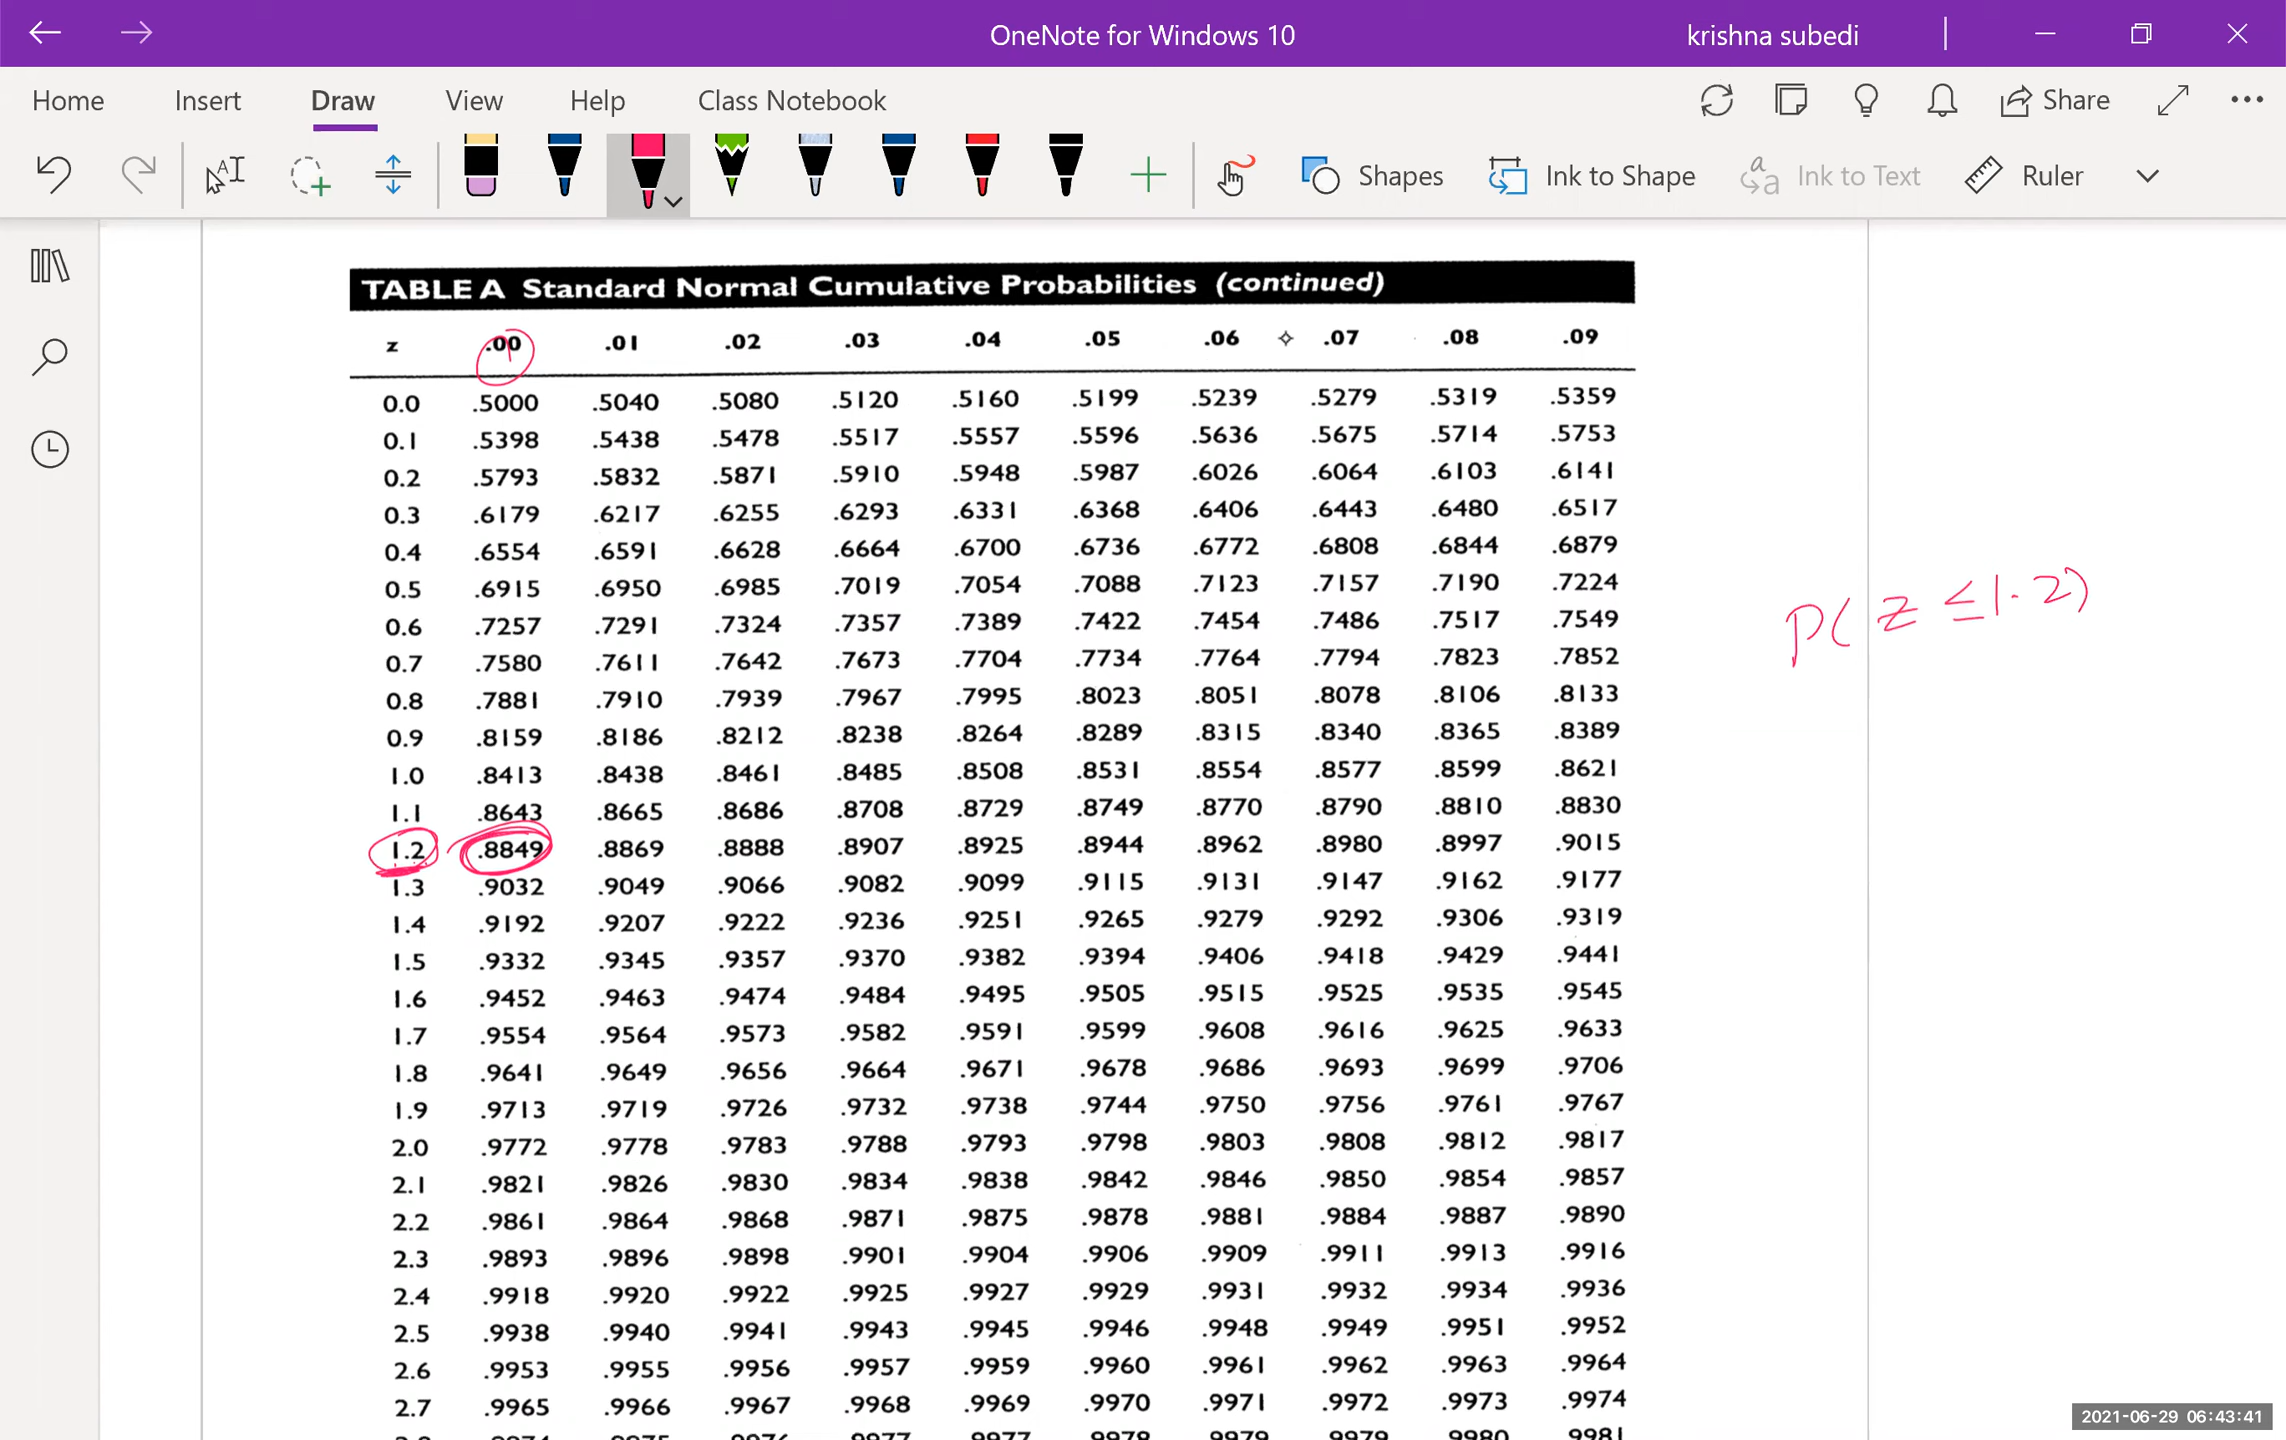 OneNote for Windows 10 krishna subedi
Home Insert Draw View Help Class Notebook Share
Shapes Ink to Shape Ink to Text Ruler
TABLE A Standard Normal Cumulative Probabilities (continued)
z .00 .01 .02 .03 .04 .05 .06 .07 .08 .09
0.0 .5000 .5040 .5080 .5120 .5160 .5199 .5239 .5279 .5319 .5359
0.1 .5398 .5438 .5478 .5517 .5557 .5596 .5636 .5675 .5714 .5753
0.2 .5793 .5832 .5871 .5910 .5948 .5987 .6026 .6064 .6103 .6141
0.3 .6179 .6217 .6255 .6293 .6331 .6368 .6406 .6443 .6480 .6517
0.4 .6554 .6591 .6628 .6664 .6700 .6736 .6772 .6808 .6844 .6879
0.5 .6915 .6950 .6985 .7019 .7054 .7088 .7123 .7157 .7190 .7224
P(z ≤ 1.2)
0.6 .7257 .7291 .7324 .7357 .7389 .7422 .7454 .7486 .7517 .7549
0.7 .7580 .7611 .7642 .7673 .7704 .7734 .7764 .7794 .7823 .7852
0.8 .7881 .7910 .7939 .7967 .7995 .8023 .8051 .8078 .8106 .8133
0.9 .8159 .8186 .8212 .8238 .8264 .8289 .8315 .8340 .8365 .8389
1.0 .8413 .8438 .8461 .8485 .8508 .8531 .8554 .8577 .8599 .8621
1.1 .8643 .8665 .8686 .8708 .8729 .8749 .8770 .8790 .8810 .8830
1.2 .8849 .8869 .8888 .8907 .8925 .8944 .8962 .8980 .8997 .9015
1.3 .9032 .9049 .9066 .9082 .9099 .9115 .9131 .9147 .9162 .9177
1.4 .9192 .9207 .9222 .9236 .9251 .9265 .9279 .9292 .9306 .9319
1.5 .9332 .9345 .9357 .9370 .9382 .9394 .9406 .9418 .9429 .9441
1.6 .9452 .9463 .9474 .9484 .9495 .9505 .9515 .9525 .9535 .9545
1.7 .9554 .9564 .9573 .9582 .9591 .9599 .9608 .9616 .9625 .9633
1.8 .9641 .9649 .9656 .9664 .9671 .9678 .9686 .9693 .9699 .9706
1.9 .9713 .9719 .9726 .9732 .9738 .9744 .9750 .9756 .9761 .9767
2.0 .9772 .9778 .9783 .9788 .9793 .9798 .9803 .9808 .9812 .9817
2.1 .9821 .9826 .9830 .9834 .9838 .9842 .9846 .9850 .9854 .9857
2.2 .9861 .9864 .9868 .9871 .9875 .9878 .9881 .9884 .9887 .9890
2.3 .9893 .9896 .9898 .9901 .9904 .9906 .9909 .9911 .9913 .9916
2.4 .9918 .9920 .9922 .9925 .9927 .9929 .9931 .9932 .9934 .9936
2.5 .9938 .9940 .9941 .9943 .9945 .9946 .9948 .9949 .9951 .9952
2.6 .9953 .9955 .9956 .9957 .9959 .9960 .9961 .9962 .9963 .9964
2.7 .9965 .9966 .9967 .9968 .9969 .9970 .9971 .9972 .9973 .9974
2021-06-29 06:43:41